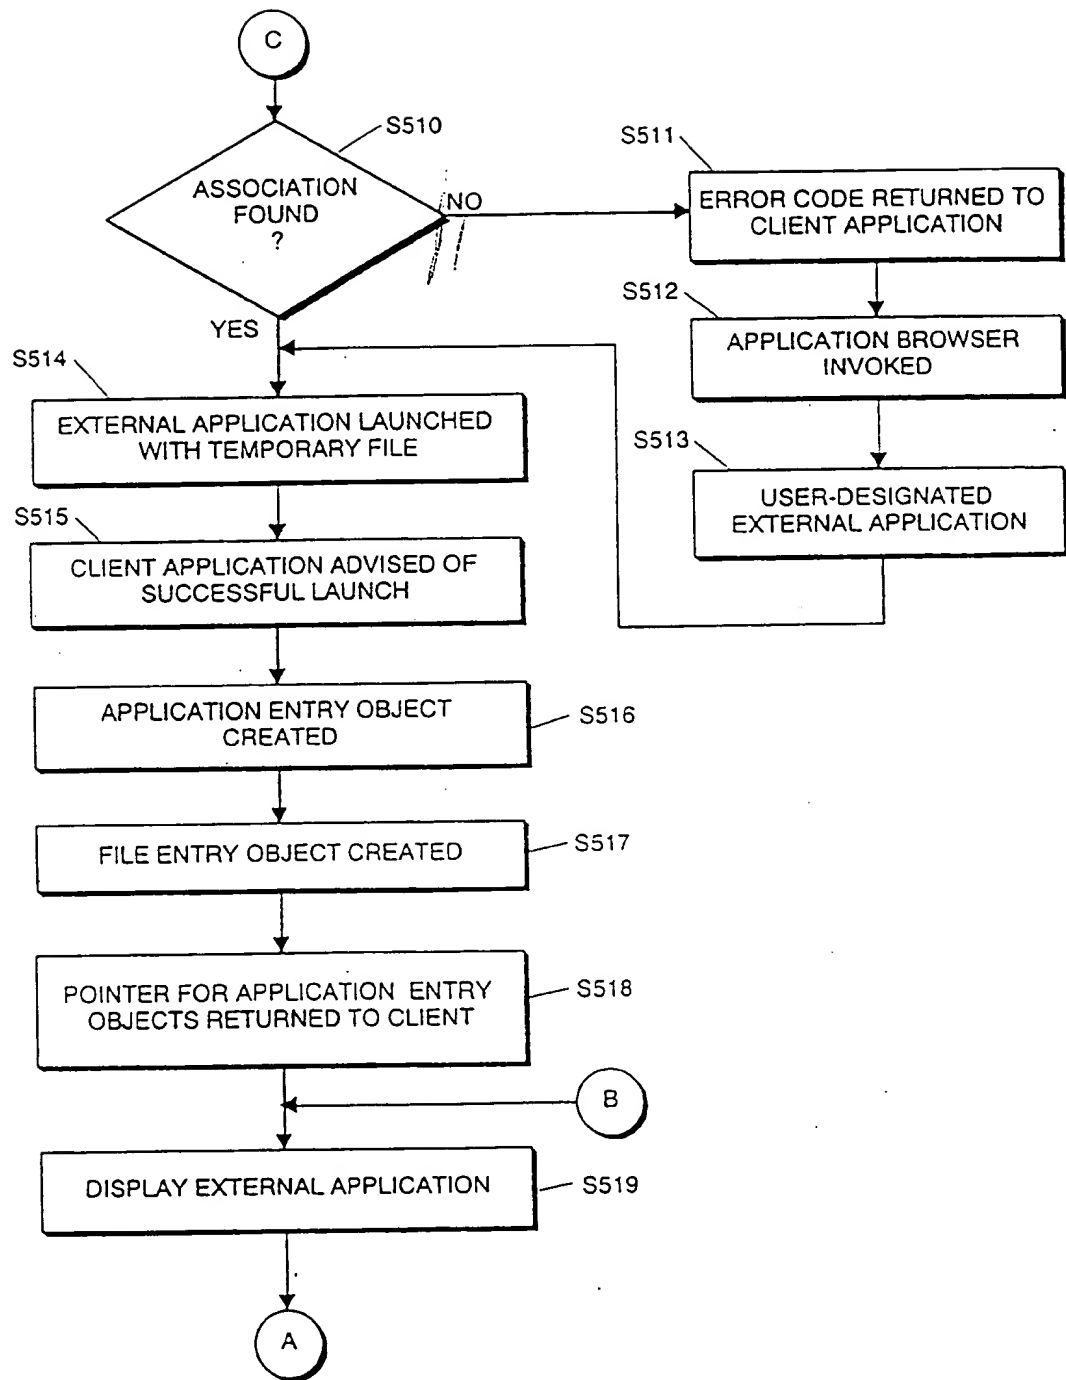 C
S510
ASSOCIATION
FOUND
?
NO
YES
S511
ERROR CODE RETURNED TO
CLIENT APPLICATION
S512
APPLICATION BROWSER
INVOKED
S513
USER-DESIGNATED
EXTERNAL APPLICATION
S514
EXTERNAL APPLICATION LAUNCHED
WITH TEMPORARY FILE
S515
CLIENT APPLICATION ADVISED OF
SUCCESSFUL LAUNCH
APPLICATION ENTRY OBJECT
CREATED
S516
FILE ENTRY OBJECT CREATED
S517
POINTER FOR APPLICATION ENTRY
OBJECTS RETURNED TO CLIENT
S518
B
DISPLAY EXTERNAL APPLICATION
S519
A